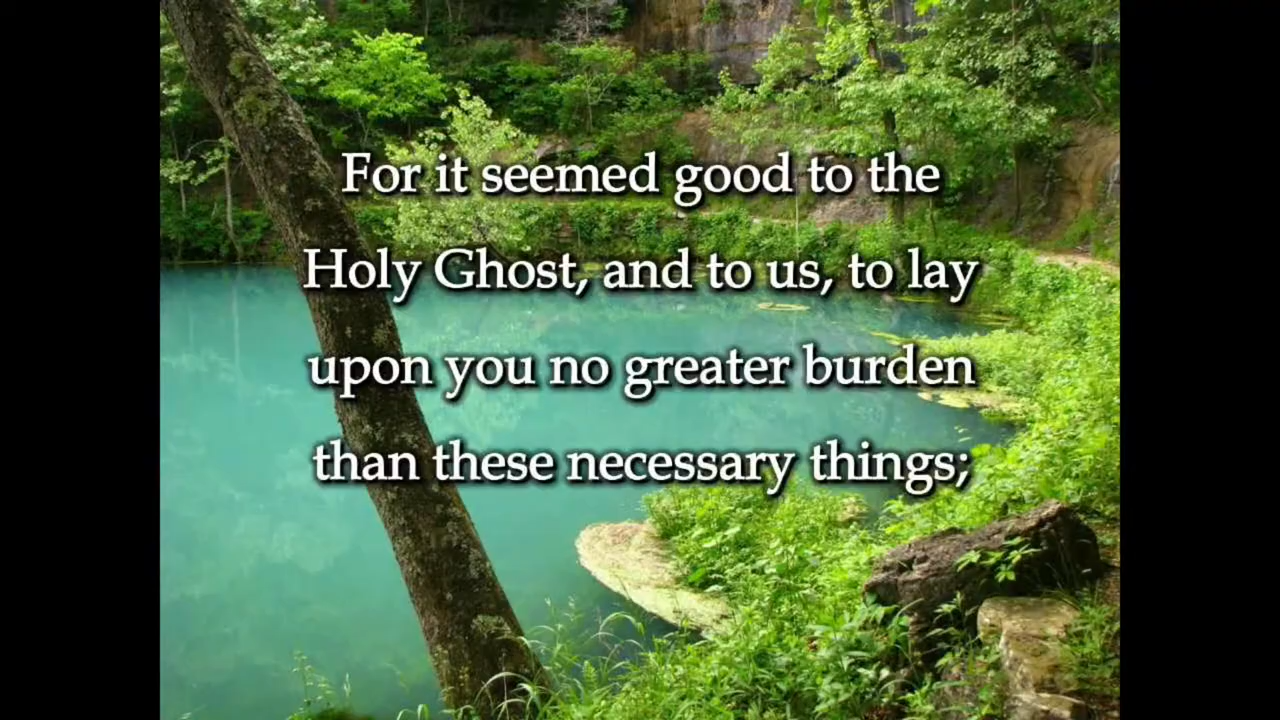 For it seemed good to the
Holy Ghost, and to us, to lay
upon you no greater burden
than these necessary things;